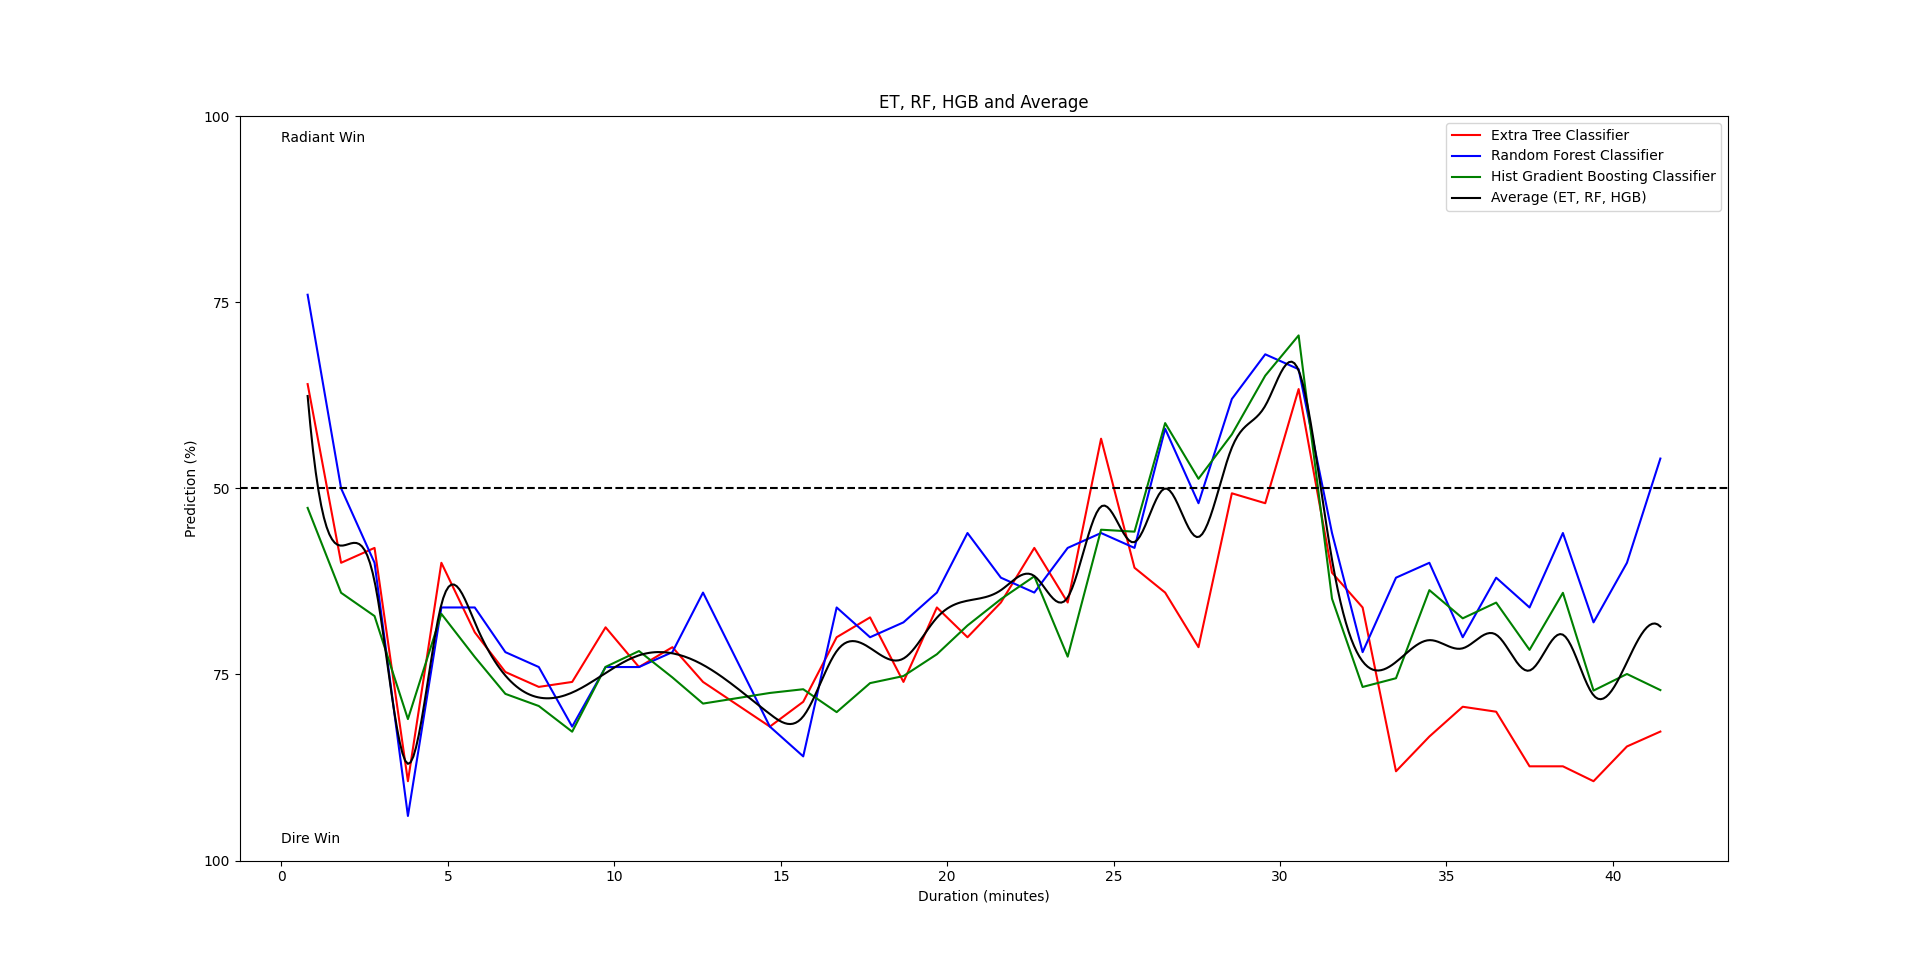 ET, RF, HGB and Average
100
Radiant Win
Extra Tree Classifier
Random Forest Classifier
Hist Gradient Boosting Classifier
Average (ET, RF, HGB)
75
50
Prediction (%)
75
Dire Win
100
0 5 10 15 20 25 30 35 40
Duration (minutes)